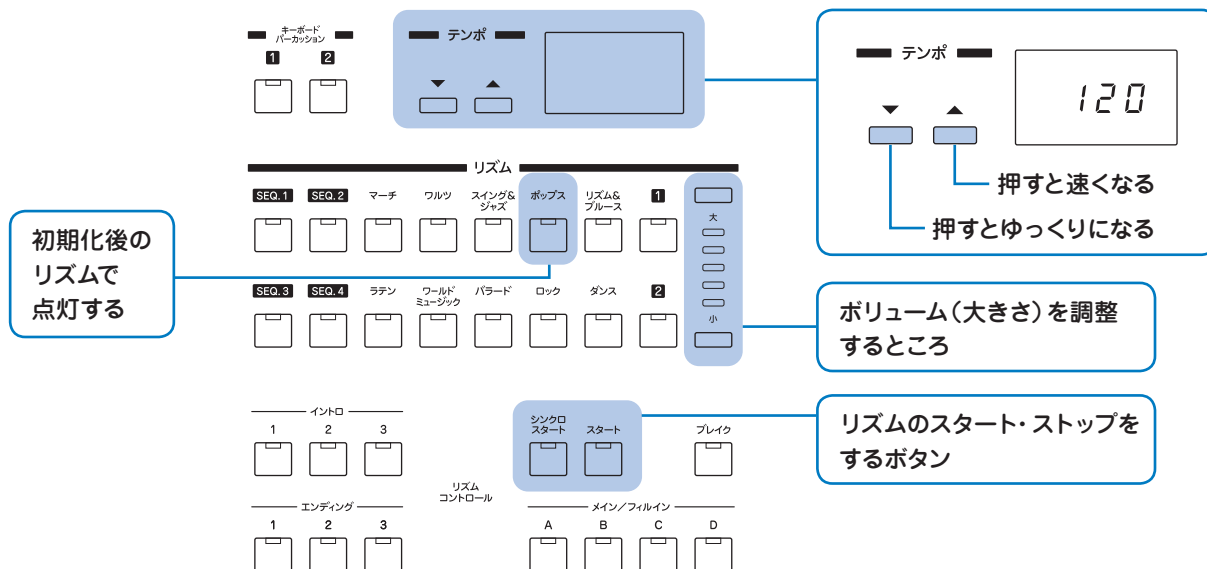 キーボード
パーカッション
1 2
テンポ
▼ ▲
テンポ
120
▼ ▲
押すと速くなる
押すとゆっくりになる
リズム
SEQ.1 SEQ.2 マーチ ワルツ スイング&
ジャズ ポップス リズム&
ブルース 1
大
初期化後の
リズムで
点灯する
SEQ.3 SEQ.4 ラテン ワールド
ミュージック バラード ロック ダンス 2
小
ボリューム(大きさ)を調整
するところ
イントロ
1 2 3
シンクロ
スタート スタート
ブレイク
リズムのスタート・ストップを
するボタン
リズム
コントロール
エンディング
1 2 3
メイン/フィルイン
A B C D